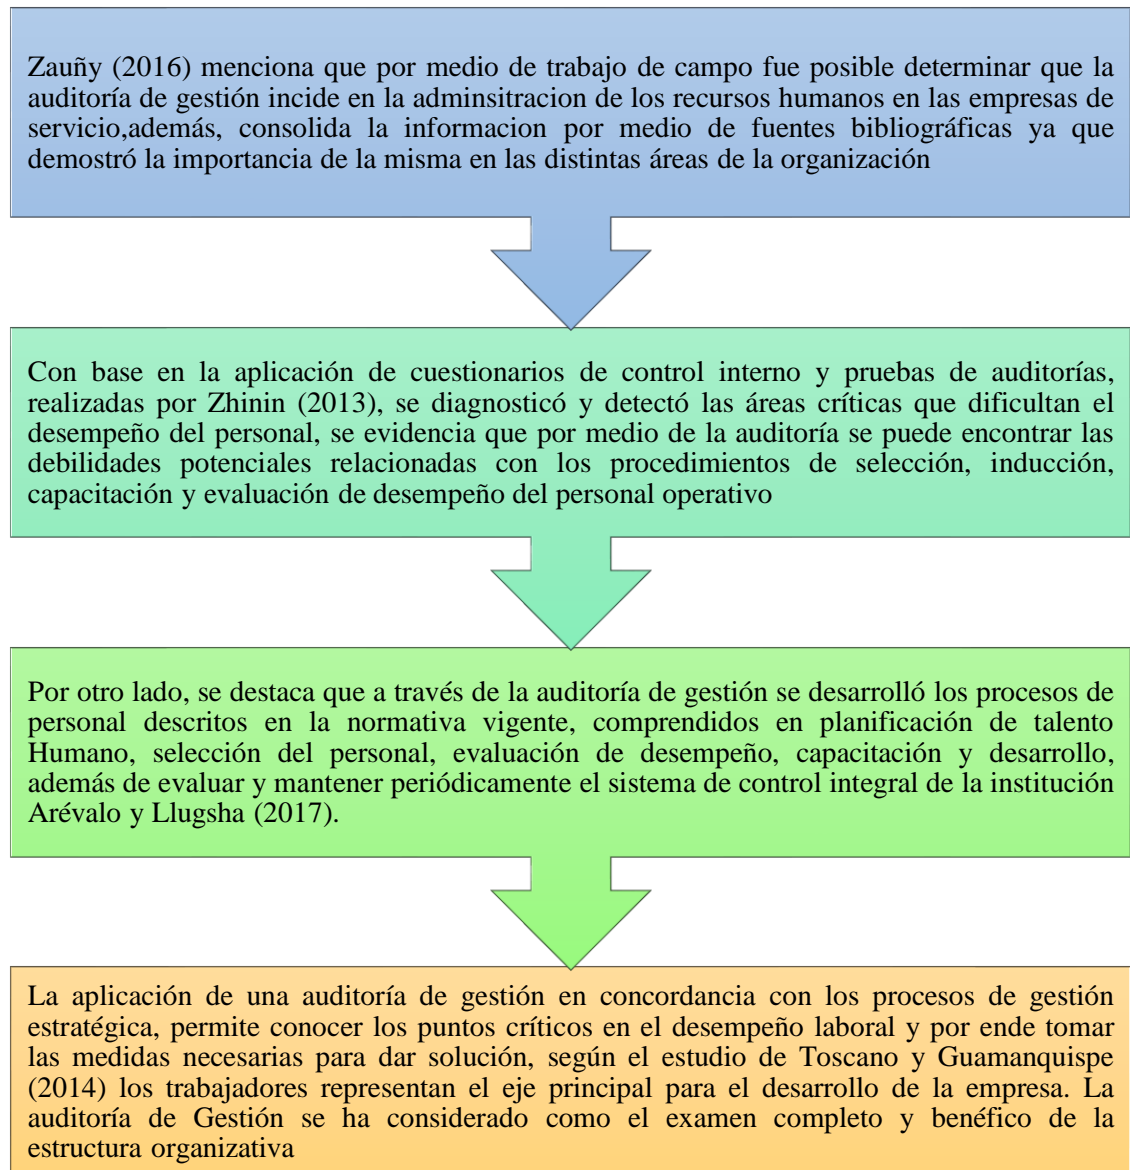 Zauñy (2016) menciona que por medio de trabajo de campo fue posible determinar que la
auditoría de gestión incide en la adminsitracion de los recursos humanos en las empresas de
servicio,además, consolida la informacion por medio de fuentes bibliográficas ya que
demostró la importancia de la misma en las distintas áreas de la organización
Con base en la aplicación de cuestionarios de control interno y pruebas de auditorías,
realizadas por Zhinin (2013), se diagnosticó y detectó las áreas críticas que dificultan el
desempeño del personal, se evidencia que por medio de la auditoría se puede encontrar las
debilidades potenciales relacionadas con los procedimientos de selección, inducción,
capacitación y evaluación de desempeño del personal operativo
Por otro lado, se destaca que a través de la auditoría de gestión se desarrolló los procesos de
personal descritos en la normativa vigente, comprendidos en planificación de talento
Humano, selección del personal, evaluación de desempeño, capacitación y desarrollo,
además de evaluar y mantener periódicamente el sistema de control integral de la institución
Arévalo y Llugsha (2017).
La aplicación de una auditoría de gestión en concordancia con los procesos de gestión
estratégica, permite conocer los puntos críticos en el desempeño laboral y por ende tomar
las medidas necesarias para dar solución, según el estudio de Toscano y Guamanquispe
(2014) los trabajadores representan el eje principal para el desarrollo de la empresa. La
auditoría de Gestión se ha considerado como el examen completo y benéfico de la
estructura organizativa